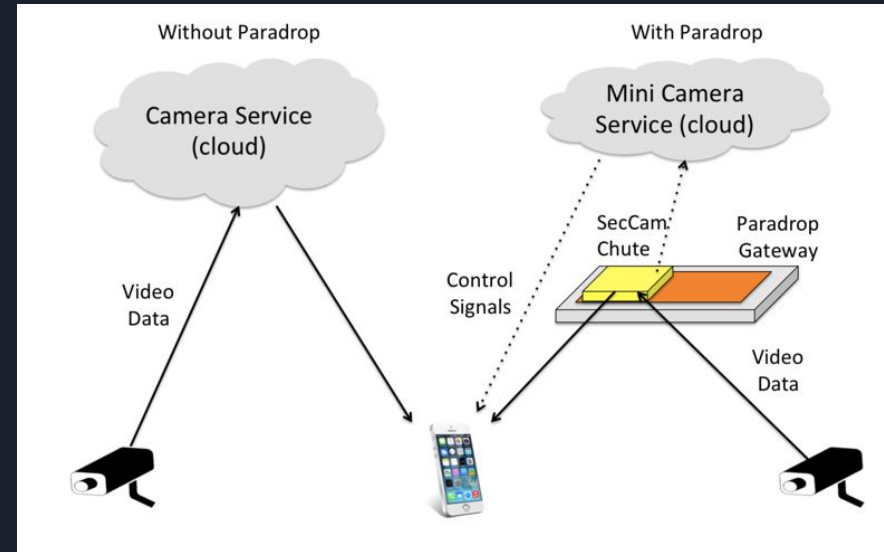 Without Paradrop
With Paradrop
Camera Service
(cloud)
Mini Camera
Service (cloud)
SecCam
Chute
Paradrop
Gateway
Control
Signals
Video
Data
Video
Data